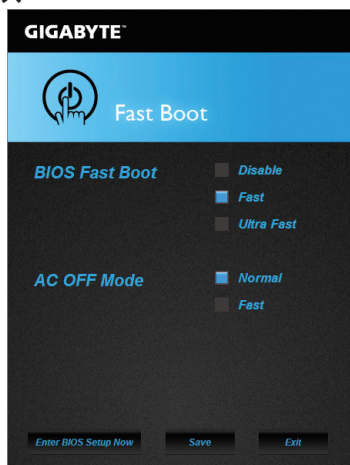 GIGABYTE™
Fast Boot
BIOS Fast Boot
Disable
Fast
Ultra Fast
AC OFF Mode
Normal
Fast
Enter BIOS Setup Now
Save
Exit